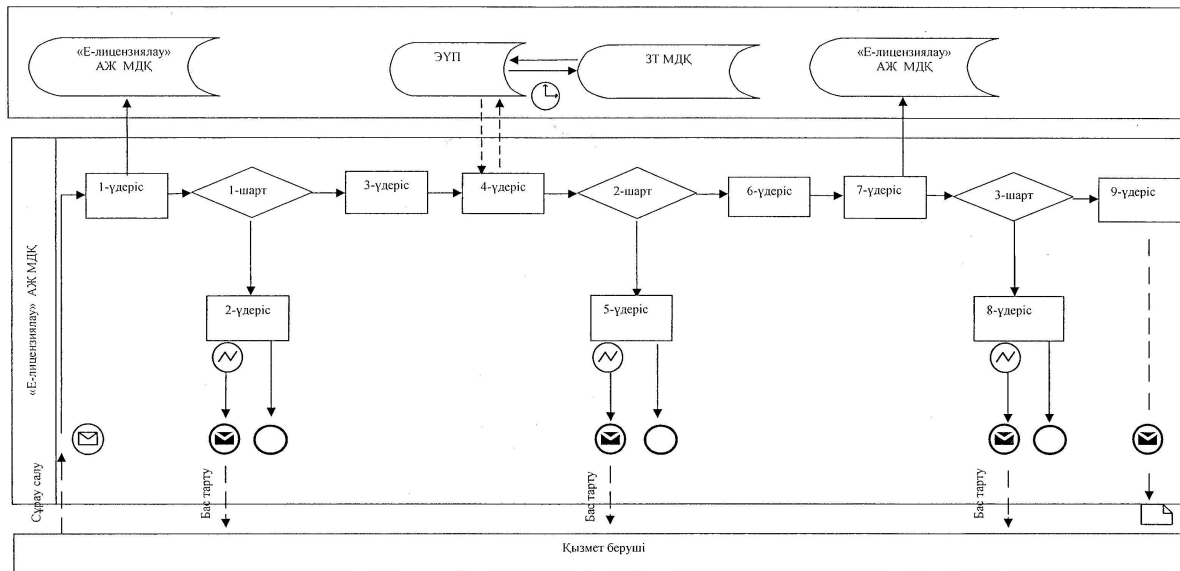 «Е-лицензиялау»
АЖ МДҚ
ЭҮП
ЗТ МДҚ
«Е-лицензиялау»
АЖ МДҚ
«Е-лицензиялау» АЖ МДҚ
1-үдеріс
1-шарт
3-үдеріс
4-үдеріс
2-шарт
6-үдеріс
7-үдеріс
3-шарт
9-үдеріс
2-үдеріс
5-үдеріс
8-үдеріс
Сұрау салу
Бас тарту
Бас тарту
Бас тарту
Қызмет беруші